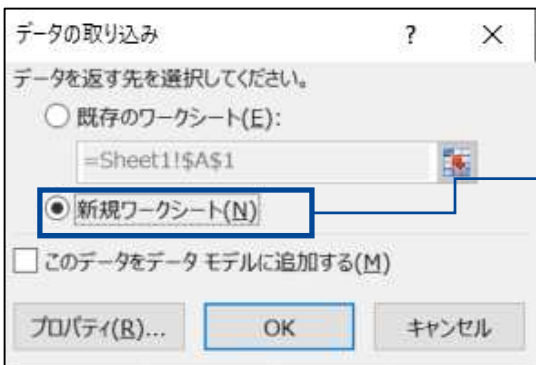 データの取り込み ? ×
データを返す先を選択してください。
既存のワークシート(E):
=Sheet1!$A$1
新規ワークシート(N)
このデータをデータ モデルに追加する(M)
プロパティ(R)... OK キャンセル